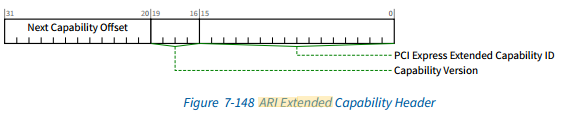 31 20 19 16 15 0
Next Capability Offset
PCI Express Extended Capability ID
Capability Version
Figure 7-148 ARI Extended Capability Header